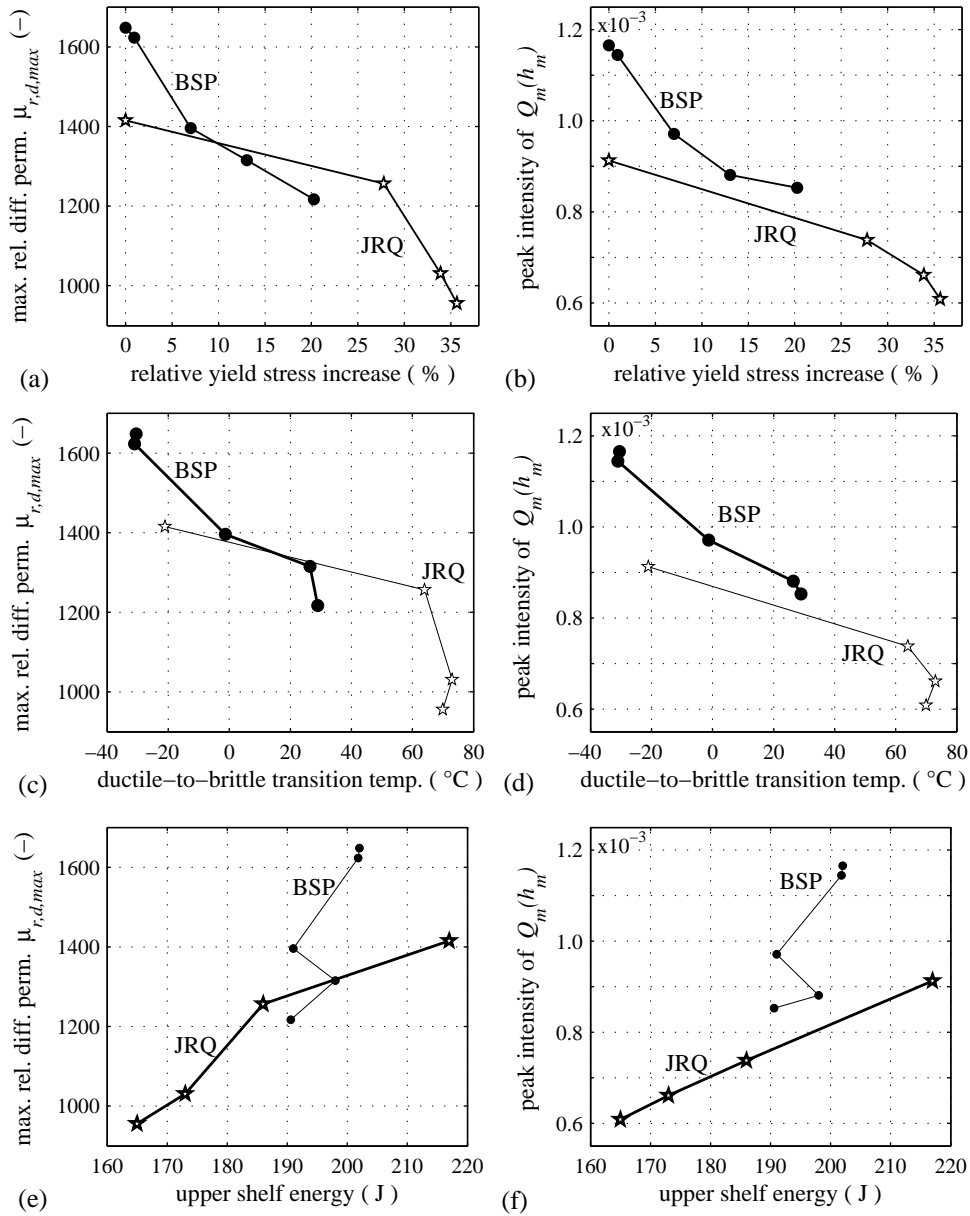 max. rel. diff. perm. μr,d,max (−)
1600
1400
1200
1000
BSP
JRQ
0 5 10 15 20 25 30 35
(a) relative yield stress increase ( % )
peak intensity of Qm(hm)
x10−3
1.2
1.0
0.8
0.6
BSP
JRQ
0 5 10 15 20 25 30 35
(b) relative yield stress increase ( % )
max. rel. diff. perm. μr,d,max (−)
1600
1400
1200
1000
BSP
JRQ
−40 −20 0 20 40 60 80
(c) ductile−to−brittle transition temp. ( °C )
peak intensity of Qm(hm)
x10−3
1.2
1.0
0.8
0.6
BSP
JRQ
−40 −20 0 20 40 60 80
(d) ductile−to−brittle transition temp. ( °C )
max. rel. diff. perm. μr,d,max (−)
1600
1400
1200
1000
BSP
JRQ
160 170 180 190 200 210 220
(e) upper shelf energy ( J )
peak intensity of Qm(hm)
x10−3
1.2
1.0
0.8
0.6
BSP
JRQ
160 170 180 190 200 210 220
(f) upper shelf energy ( J )